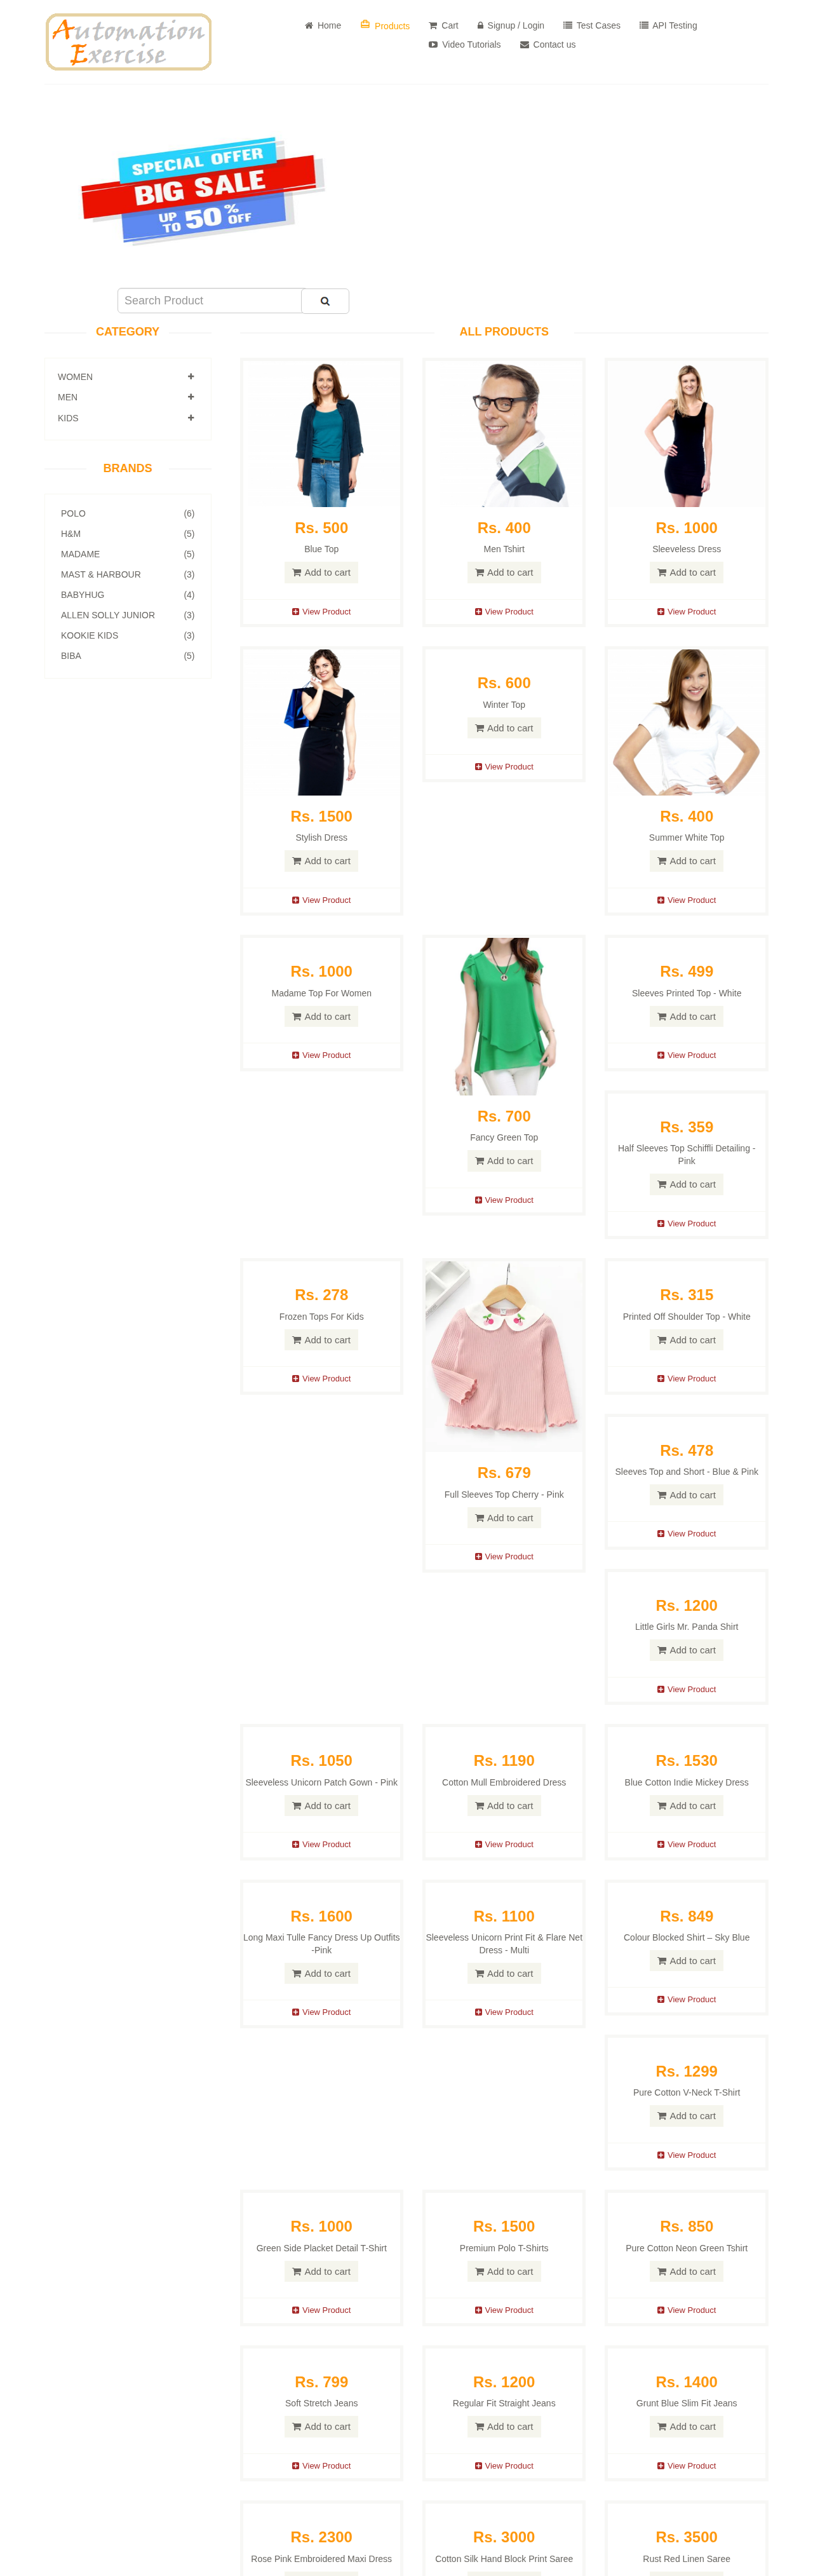 Automation
Exercise
Home
Products
Cart
Signup / Login
Test Cases
API Testing
Video Tutorials
Contact us
SPECIAL OFFER
BIG SALE
UP TO 50% OFF
Search Product
CATEGORY
WOMEN
MEN
KIDS
BRANDS
POLO (6)
H&M (5)
MADAME (5)
MAST & HARBOUR (3)
BABYHUG (4)
ALLEN SOLLY JUNIOR (3)
KOOKIE KIDS (3)
BIBA (5)
ALL PRODUCTS
Rs. 500
Blue Top
Add to cart
View Product
Rs. 400
Men Tshirt
Add to cart
View Product
Rs. 1000
Sleeveless Dress
Add to cart
View Product
Rs. 1500
Stylish Dress
Add to cart
View Product
Rs. 600
Winter Top
Add to cart
View Product
Rs. 400
Summer White Top
Add to cart
View Product
Rs. 1000
Madame Top For Women
Add to cart
View Product
Rs. 700
Fancy Green Top
Add to cart
View Product
Rs. 499
Sleeves Printed Top - White
Add to cart
View Product
Rs. 359
Half Sleeves Top Schiffli Detailing -
Pink
Add to cart
View Product
Rs. 278
Frozen Tops For Kids
Add to cart
View Product
Rs. 679
Full Sleeves Top Cherry - Pink
Add to cart
View Product
Rs. 315
Printed Off Shoulder Top - White
Add to cart
View Product
Rs. 478
Sleeves Top and Short - Blue & Pink
Add to cart
View Product
Rs. 1200
Little Girls Mr. Panda Shirt
Add to cart
View Product
Rs. 1050
Sleeveless Unicorn Patch Gown - Pink
Add to cart
View Product
Rs. 1190
Cotton Mull Embroidered Dress
Add to cart
View Product
Rs. 1530
Blue Cotton Indie Mickey Dress
Add to cart
View Product
Rs. 1600
Long Maxi Tulle Fancy Dress Up Outfits
-Pink
Add to cart
View Product
Rs. 1100
Sleeveless Unicorn Print Fit & Flare Net
Dress - Multi
Add to cart
View Product
Rs. 849
Colour Blocked Shirt – Sky Blue
Add to cart
View Product
Rs. 1299
Pure Cotton V-Neck T-Shirt
Add to cart
View Product
Rs. 1000
Green Side Placket Detail T-Shirt
Add to cart
View Product
Rs. 1500
Premium Polo T-Shirts
Add to cart
View Product
Rs. 850
Pure Cotton Neon Green Tshirt
Add to cart
View Product
Rs. 799
Soft Stretch Jeans
Add to cart
View Product
Rs. 1200
Regular Fit Straight Jeans
Add to cart
View Product
Rs. 1400
Grunt Blue Slim Fit Jeans
Add to cart
View Product
Rs. 2300
Rose Pink Embroidered Maxi Dress
Rs. 3000
Cotton Silk Hand Block Print Saree
Rs. 3500
Rust Red Linen Saree